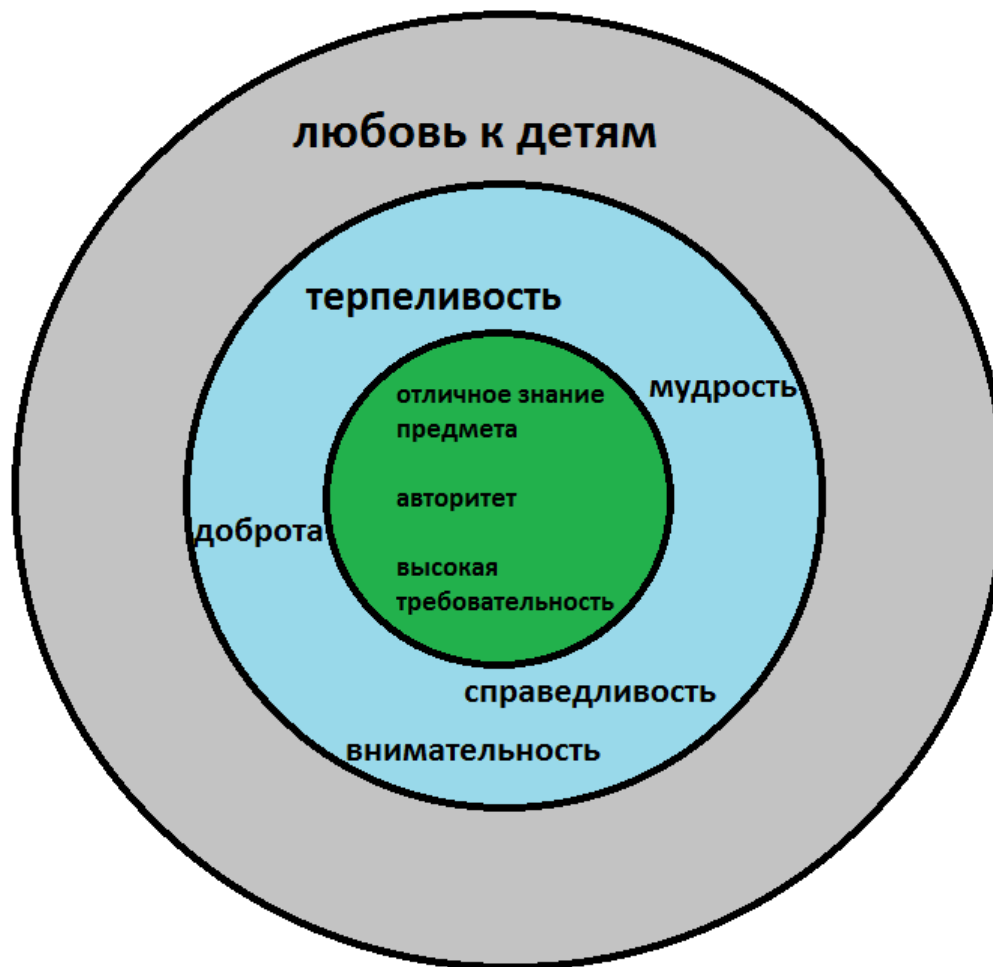 любовь к детям
терпеливость
мудрость
отличное знание
предмета
авторитет
доброта
высокая
требовательность
справедливость
внимательность